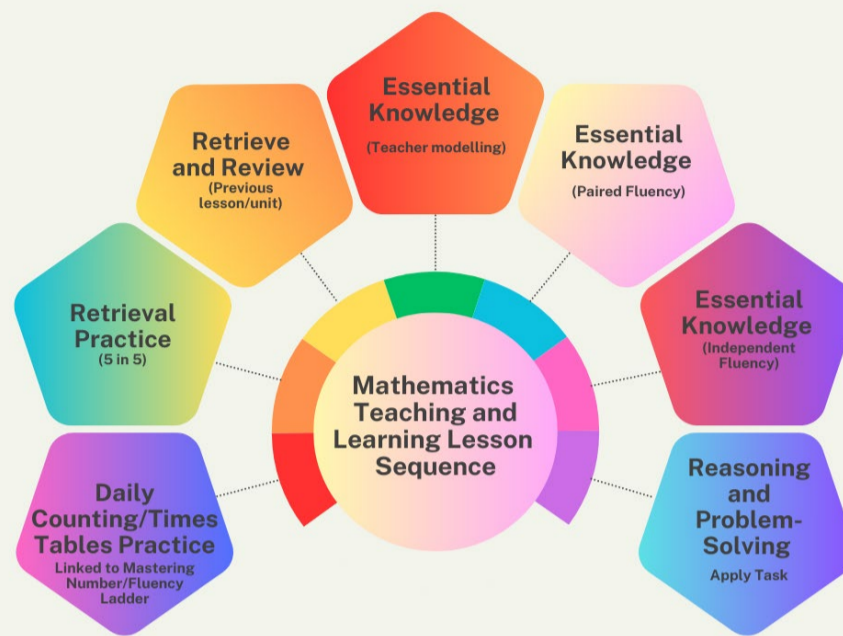 Essential
Knowledge
(Teacher modelling)
Retrieve
and Review
(Previous
lesson/unit)
Essential
Knowledge
(Paired Fluency)
Retrieval
Practice
(5 in 5)
Essential
Knowledge
(Independent
Fluency)
Mathematics
Teaching and
Learning Lesson
Sequence
Daily
Counting/Times
Tables Practice
Linked to Mastering
Number/Fluency
Ladder
Reasoning
and
Problem-
Solving
Apply Task